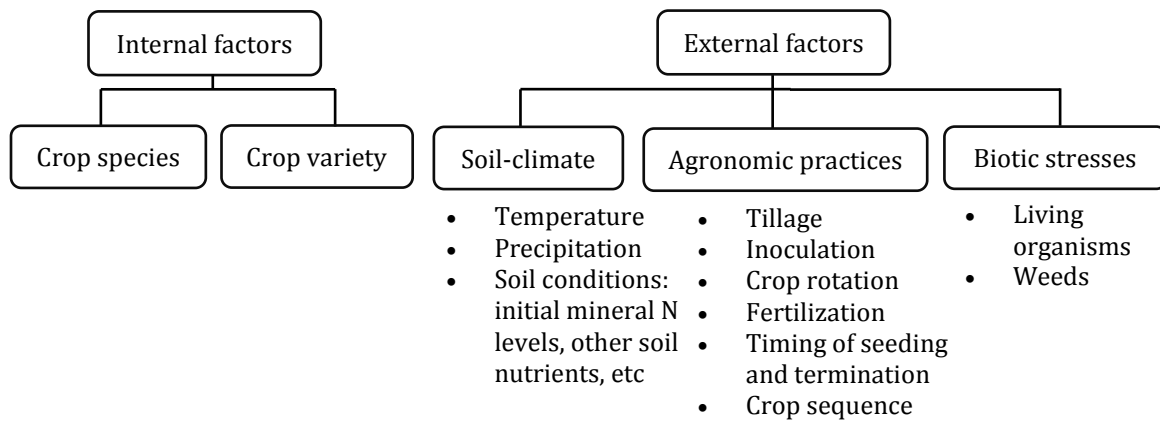 Internal factors
External factors
Crop species
Crop variety
Soil-climate
Agronomic practices
Biotic stresses
• Temperature
• Precipitation
• Soil conditions:
initial mineral N
levels, other soil
nutrients, etc
• Tillage
• Inoculation
• Crop rotation
• Fertilization
• Timing of seeding
and termination
• Crop sequence
• Living
organisms
• Weeds